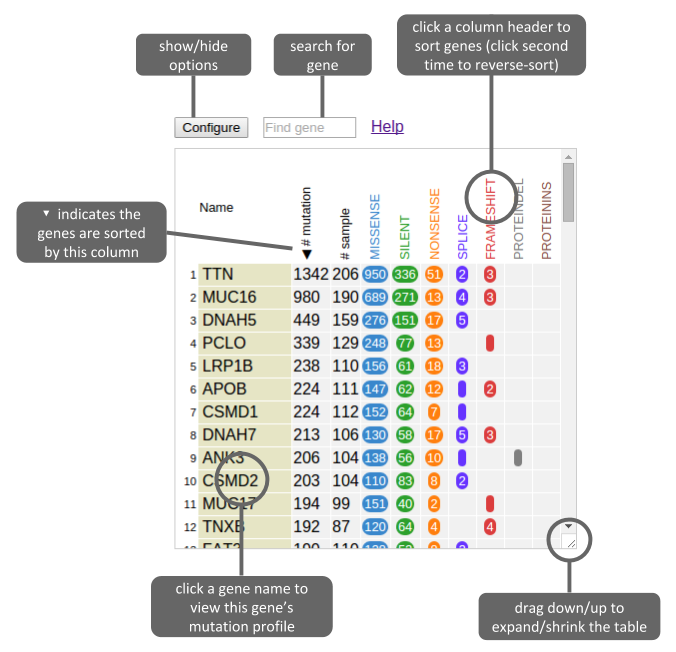 show/hide
options
search for
gene
click a column header to
sort genes (click second
time to reverse-sort)
Configure
Find gene
Help
▼ indicates the
genes are sorted
by this column
Name
◀ # mutation
# sample
MISSENSE
SILENT
NONSENSE
SPLICE
FRAMESHIFT
PROTEINDEL
PROTEININS
1 TTN 1342 206 950 336 51 2 3
2 MUC16 980 190 689 271 13 4 3
3 DNAH5 449 159 276 151 17 5
4 PCLO 339 129 248 77 13
5 LRP1B 238 110 156 61 18 3
6 APOB 224 111 147 62 12 2
7 CSMD1 224 112 152 64 7
8 DNAH7 213 106 130 58 17 5 3
9 ANK3 206 104 138 56 10
10 CSMD2 203 104 110 83 8 2
11 MUC17 194 99 151 40 2
12 TNXB 192 87 120 64 4 4
click a gene name to
view this gene's
mutation profile
drag down/up to
expand/shrink the table